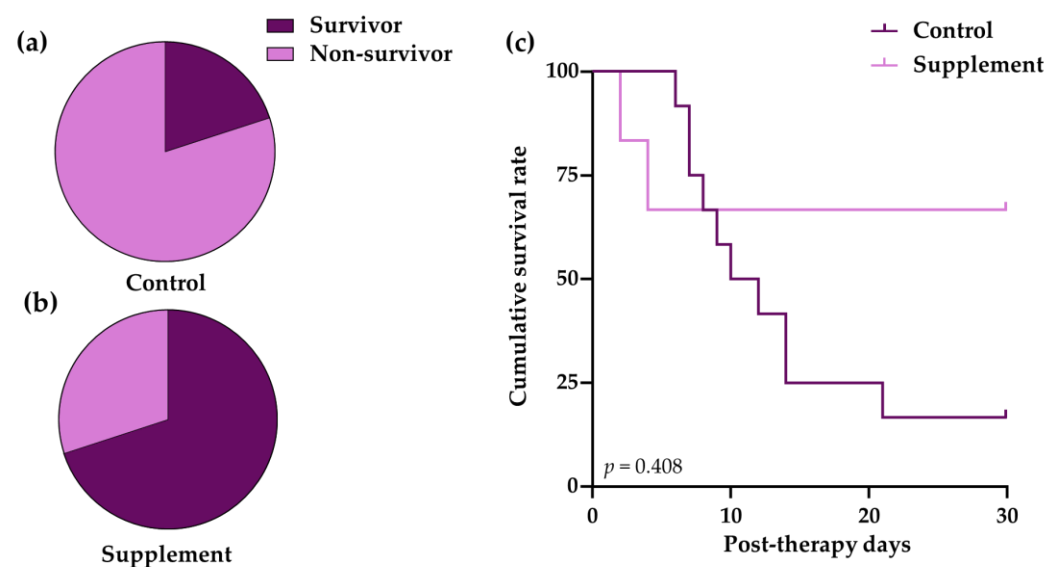 (a)
Survivor
Non-survivor
Control
(b)
Supplement
(c)
Control
Supplement
Cumulative survival rate
100
75
50
25
0
p = 0.408
0 10 20 30
Post-therapy days